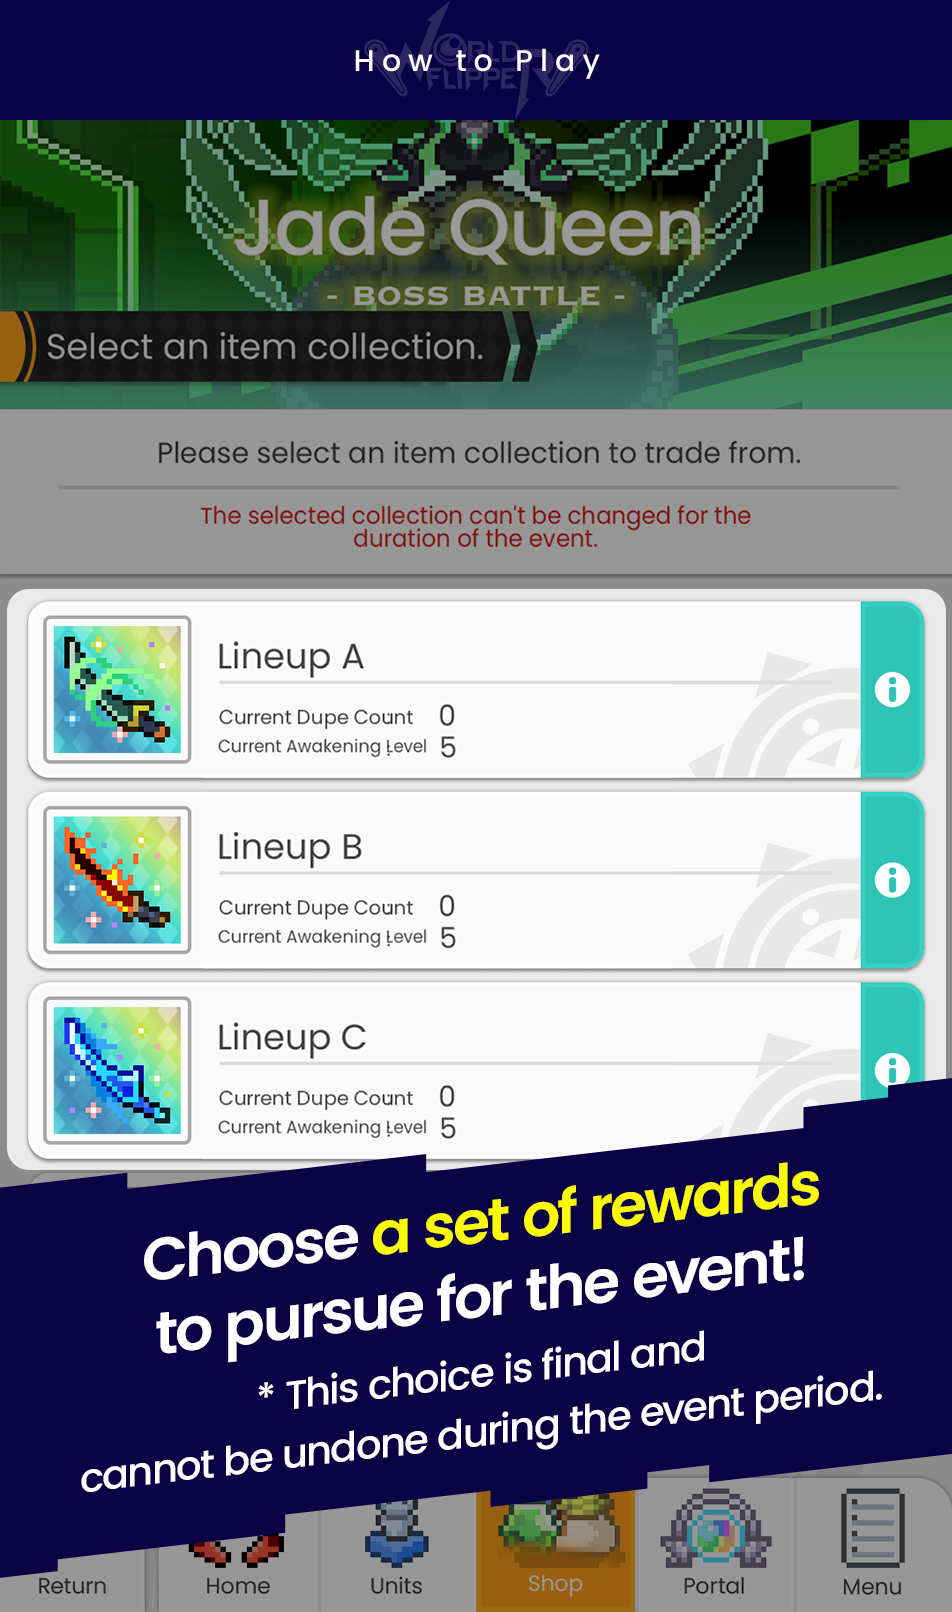 WORLD
FLIPPER
How to Play
Jade Queen
- BOSS BATTLE -
Select an item collection.
Please select an item collection to trade from.
The selected collection can't be changed for the
duration of the event.
Lineup A
Current Dupe Count 0
Current Awakening Level 5
Lineup B
Current Dupe Count 0
Current Awakening Level 5
Lineup C
Current Dupe Count 0
Current Awakening Level 5
Choose a set of rewards
to pursue for the event!
* This choice is final and
cannot be undone during the event period.
Return Home Units Shop Portal Menu